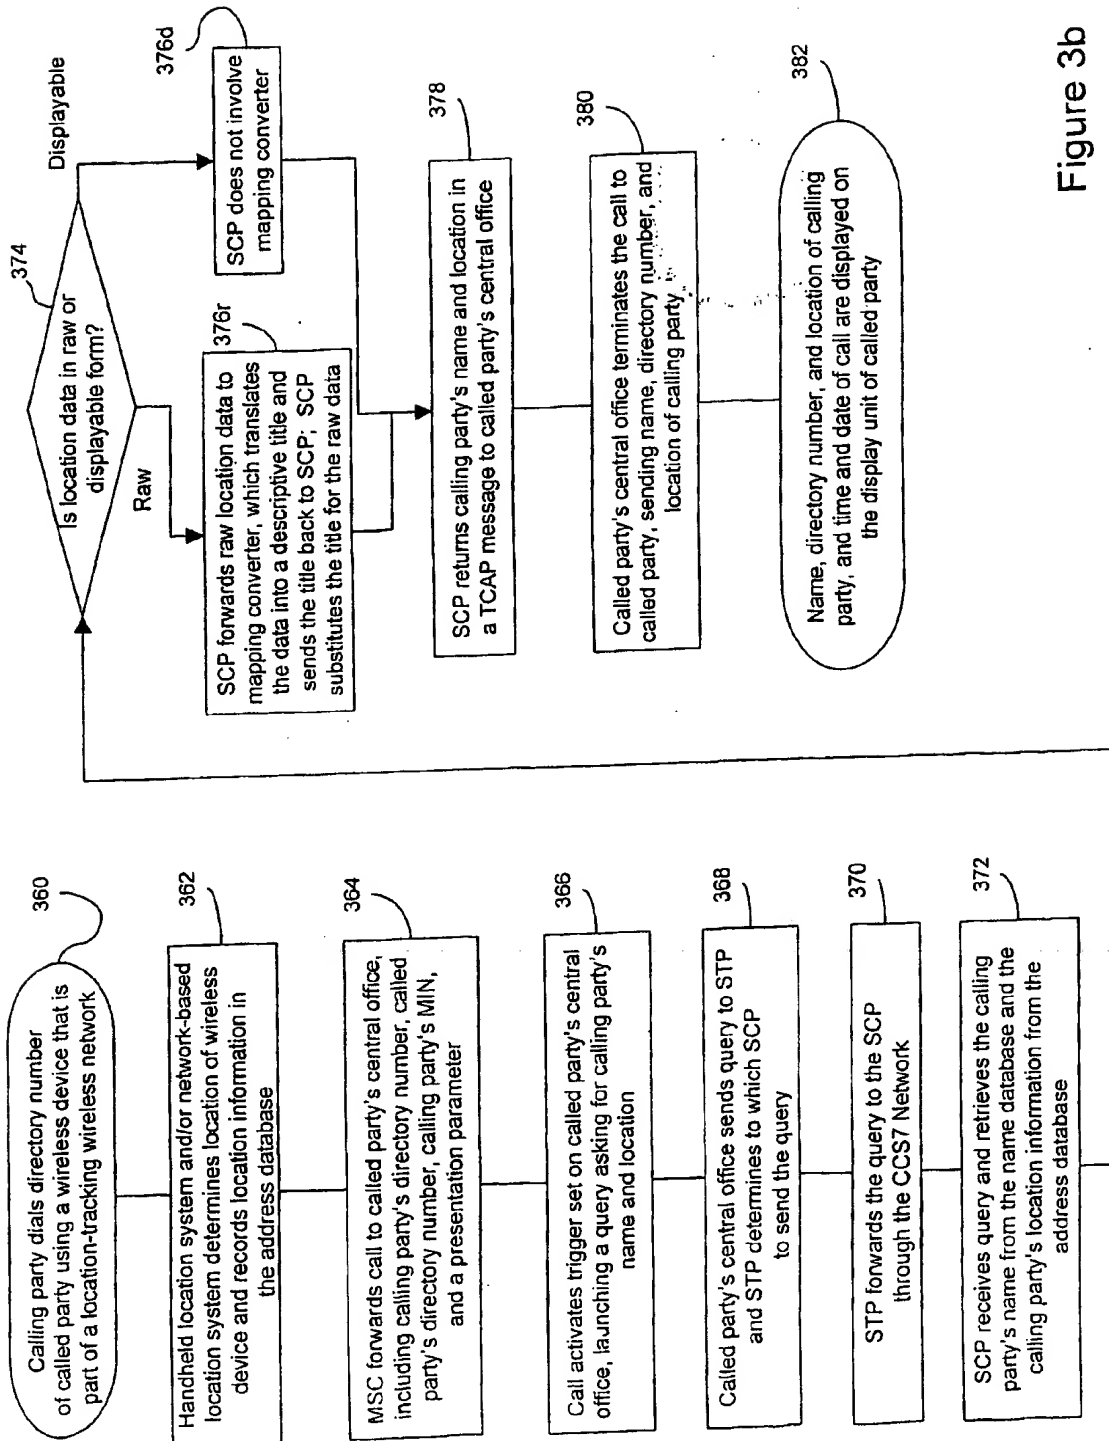 360
Calling party dials directory number
of called party using a wireless device that is
part of a location-tracking wireless network
362
Handheld location system and/or network-based
location system determines location of wireless
device and records location information in
the address database
364
MSC forwards call to called party's central office,
including calling party's directory number, called
party's directory number, calling party's MIN,
and a presentation parameter
366
Call activates trigger set on called party's central
office, launching a query asking for calling party's
name and location
368
Called party's central office sends query to STP
and STP determines to which SCP
to send the query
370
STP forwards the query to the SCP
through the CCS7 Network
372
SCP receives query and retrieves the calling
party's name from the name database and the
calling party's location information from the
address database
374
Is location data in raw or
displayable form?
Displayable
Raw
376r
SCP forwards raw location data to
mapping converter, which translates
the data into a descriptive title and
sends the title back to SCP; SCP
substitutes the title for the raw data
376d
SCP does not involve
mapping converter
378
SCP returns calling party's name and location in
a TCAP message to called party's central office
380
Called party's central office terminates the call to
called party, sending name, directory number, and
location of calling party
382
Name, directory number, and location of calling
party, and time and date of call are displayed on
the display unit of called party
Figure 3b